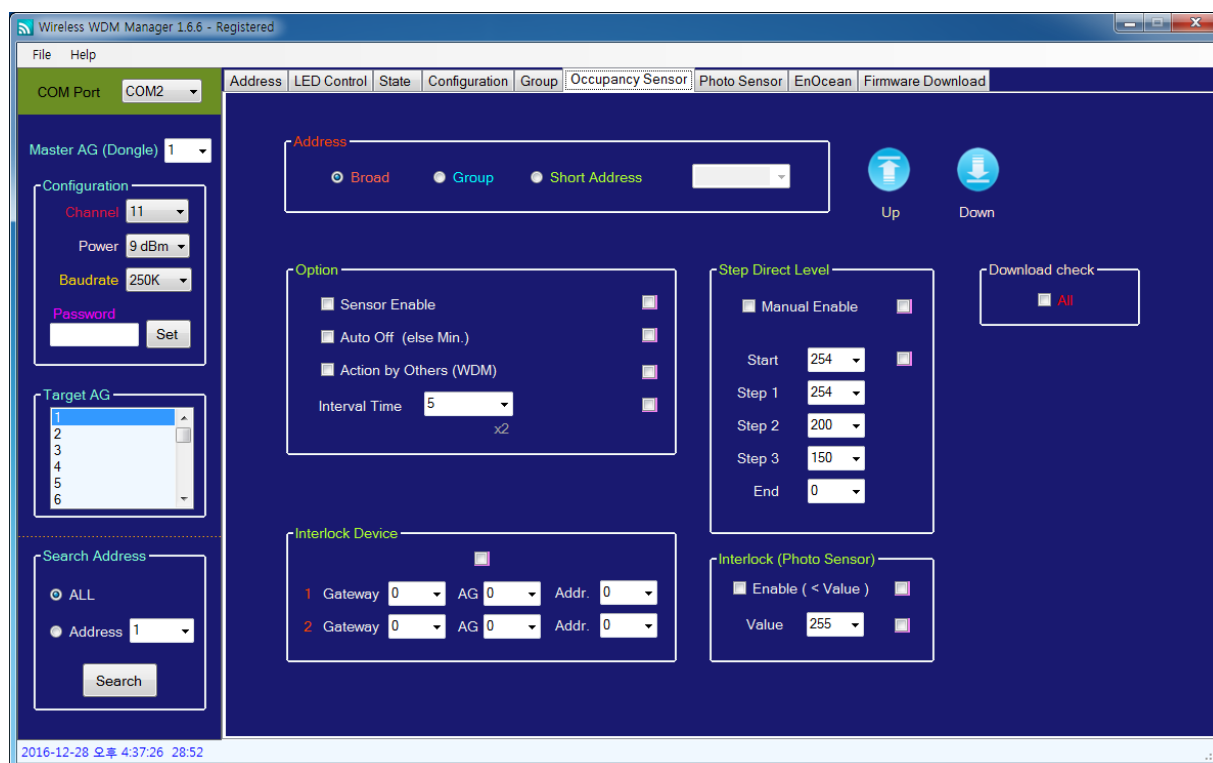 Wireless WDM Manager 1.6.6 - Registered
File Help
COM Port COM2
Address LED Control State Configuration Group Occupancy Sensor Photo Sensor EnOcean Firmware Download
Master AG (Dongle) 1
Configuration
Channel 11
Power 9 dBm
Baudrate 250K
Password
Set
Target AG
1
2
3
4
5
6
Search Address
ALL
Address 1
Search
Address
Broad Group Short Address
Up Down
Option
Sensor Enable
Auto Off (else Min.)
Action by Others (WDM)
Interval Time 5
x2
Step Direct Level
Manual Enable
Start 254
Step 1 254
Step 2 200
Step 3 150
End 0
Download check
All
Interlock Device
1 Gateway 0 AG 0 Addr. 0
2 Gateway 0 AG 0 Addr. 0
Interlock (Photo Sensor)
Enable ( < Value )
Value 255
2016-12-28 오후 4:37:26 28:52